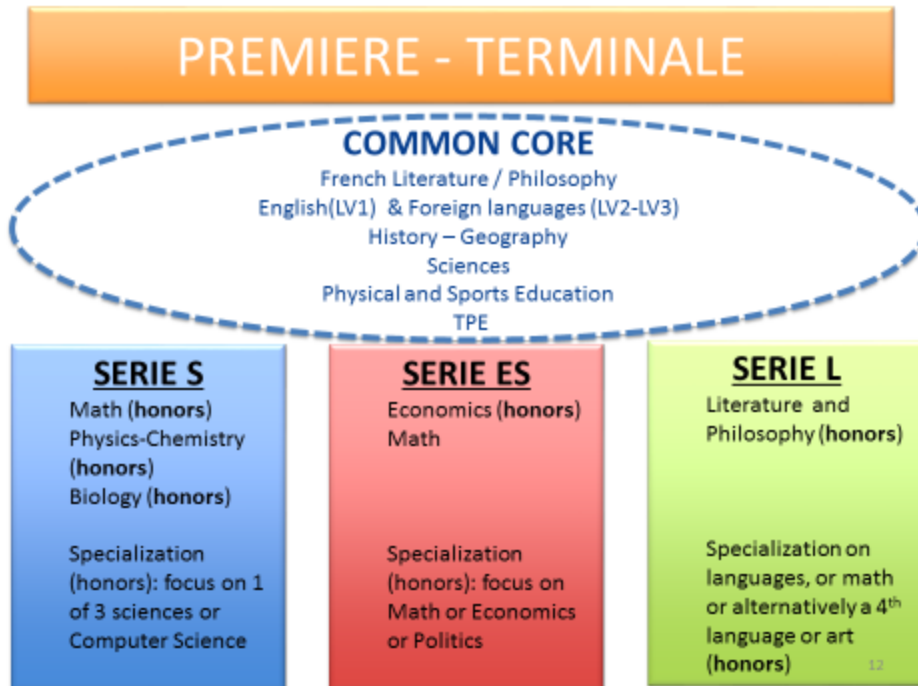 PREMIERE - TERMINALE
COMMON CORE
French Literature / Philosophy
English(LV1) & Foreign languages (LV2-LV3)
History – Geography
Sciences
Physical and Sports Education
TPE
SERIE S
Math (honors)
Physics-Chemistry
(honors)
Biology (honors)
Specialization
(honors): focus on 1
of 3 sciences or
Computer Science
SERIE ES
Economics (honors)
Math
Specialization
(honors): focus on
Math or Economics
or Politics
SERIE L
Literature and
Philosophy (honors)
Specialization on
languages, or math
or alternatively a 4th
language or art
(honors)
12